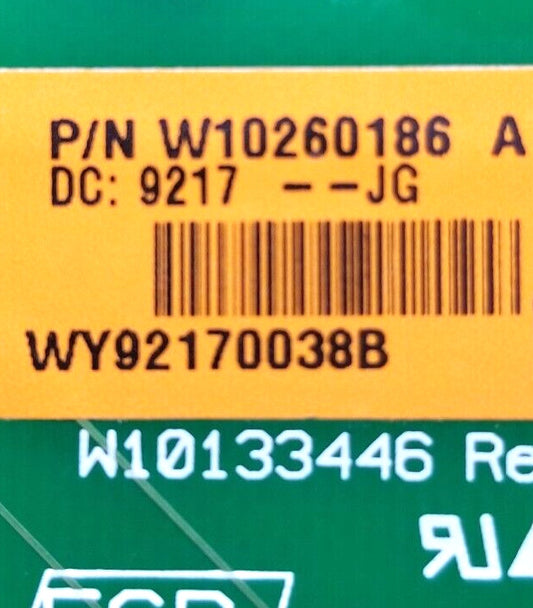 P/N W10260186 A
DC: 9217 --JG
WY92170038B
W10133446 Re